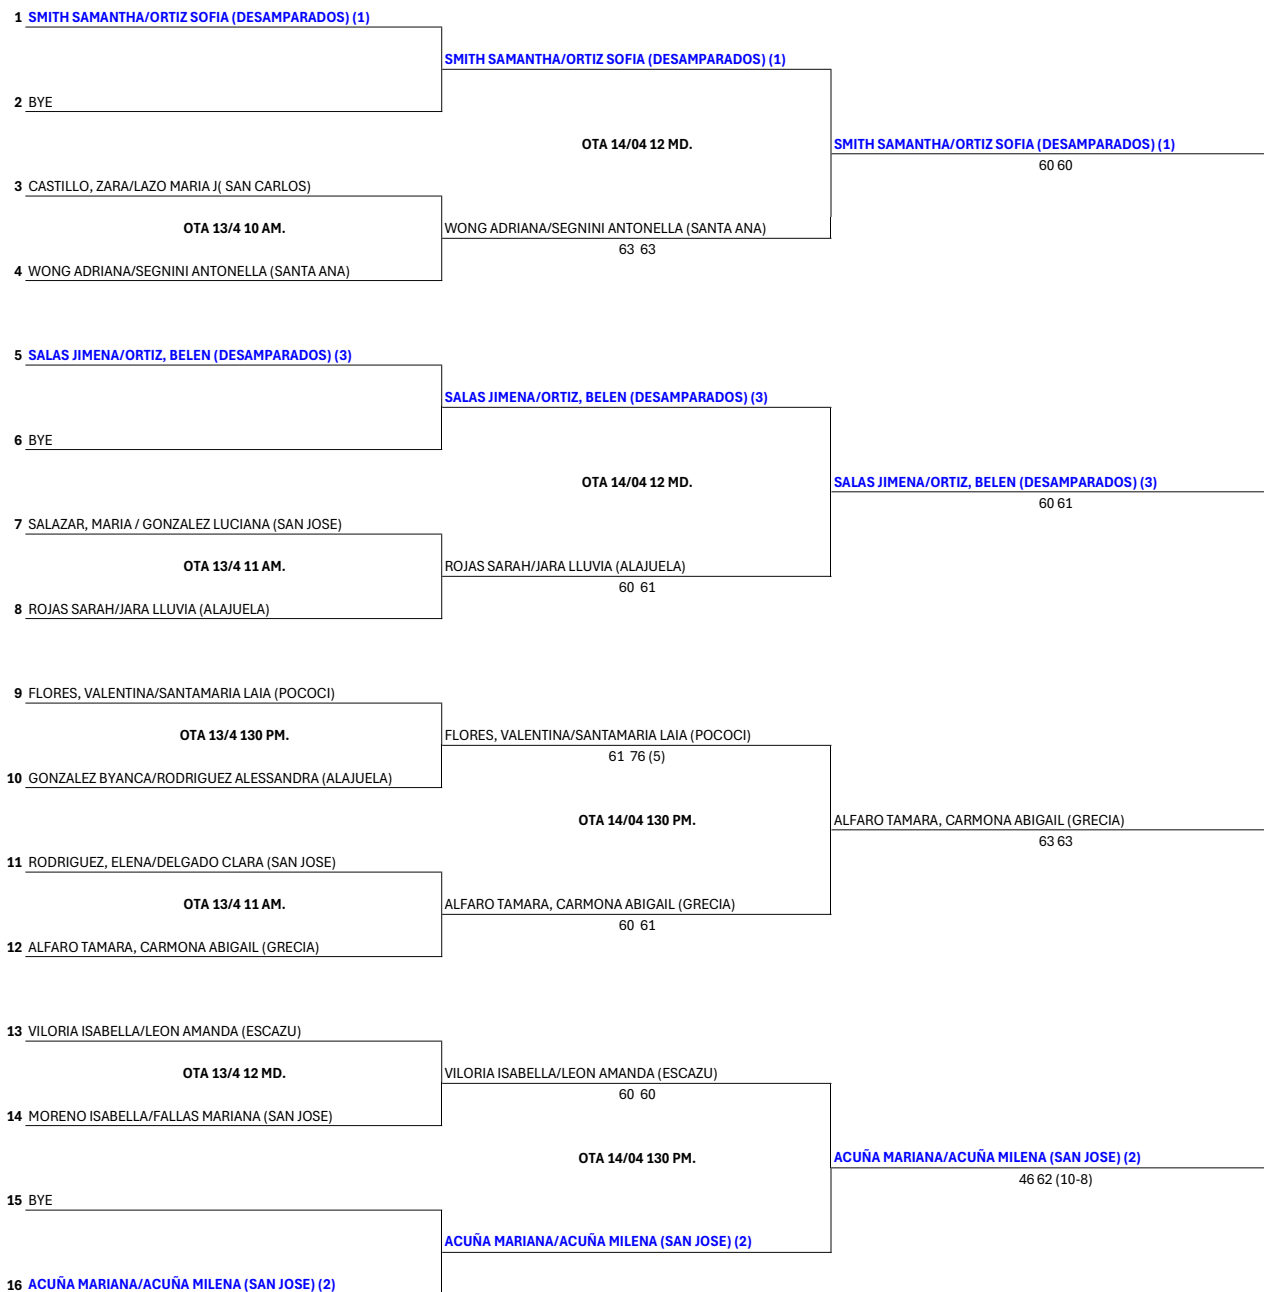 1 SMITH SAMANTHA/ORTIZ SOFIA (DESAMPARADOS) (1)
SMITH SAMANTHA/ORTIZ SOFIA (DESAMPARADOS) (1)
2 BYE
OTA 14/04 12 MD.
SMITH SAMANTHA/ORTIZ SOFIA (DESAMPARADOS) (1)
60 60
3 CASTILLO, ZARA/LAZO MARIA J( SAN CARLOS)
OTA 13/4 10 AM.
WONG ADRIANA/SEGNINI ANTONELLA (SANTA ANA)
63 63
4 WONG ADRIANA/SEGNINI ANTONELLA (SANTA ANA)
5 SALAS JIMENA/ORTIZ, BELEN (DESAMPARADOS) (3)
SALAS JIMENA/ORTIZ, BELEN (DESAMPARADOS) (3)
6 BYE
OTA 14/04 12 MD.
SALAS JIMENA/ORTIZ, BELEN (DESAMPARADOS) (3)
60 61
7 SALAZAR, MARIA / GONZALEZ LUCIANA (SAN JOSE)
OTA 13/4 11 AM.
ROJAS SARAH/JARA LLUVIA (ALAJUELA)
60 61
8 ROJAS SARAH/JARA LLUVIA (ALAJUELA)
9 FLORES, VALENTINA/SANTAMARIA LAIA (POCOCI)
OTA 13/4 130 PM.
FLORES, VALENTINA/SANTAMARIA LAIA (POCOCI)
61 76 (5)
10 GONZALEZ BYANCA/RODRIGUEZ ALESSANDRA (ALAJUELA)
OTA 14/04 130 PM.
ALFARO TAMARA, CARMONA ABIGAIL (GRECIA)
63 63
11 RODRIGUEZ, ELENA/DELGADO CLARA (SAN JOSE)
OTA 13/4 11 AM.
ALFARO TAMARA, CARMONA ABIGAIL (GRECIA)
60 61
12 ALFARO TAMARA, CARMONA ABIGAIL (GRECIA)
13 VILORIA ISABELLA/LEON AMANDA (ESCAZU)
OTA 13/4 12 MD.
VILORIA ISABELLA/LEON AMANDA (ESCAZU)
60 60
14 MORENO ISABELLA/FALLAS MARIANA (SAN JOSE)
OTA 14/04 130 PM.
ACUÑA MARIANA/ACUÑA MILENA (SAN JOSE) (2)
46 62 (10-8)
15 BYE
ACUÑA MARIANA/ACUÑA MILENA (SAN JOSE) (2)
16 ACUÑA MARIANA/ACUÑA MILENA (SAN JOSE) (2)